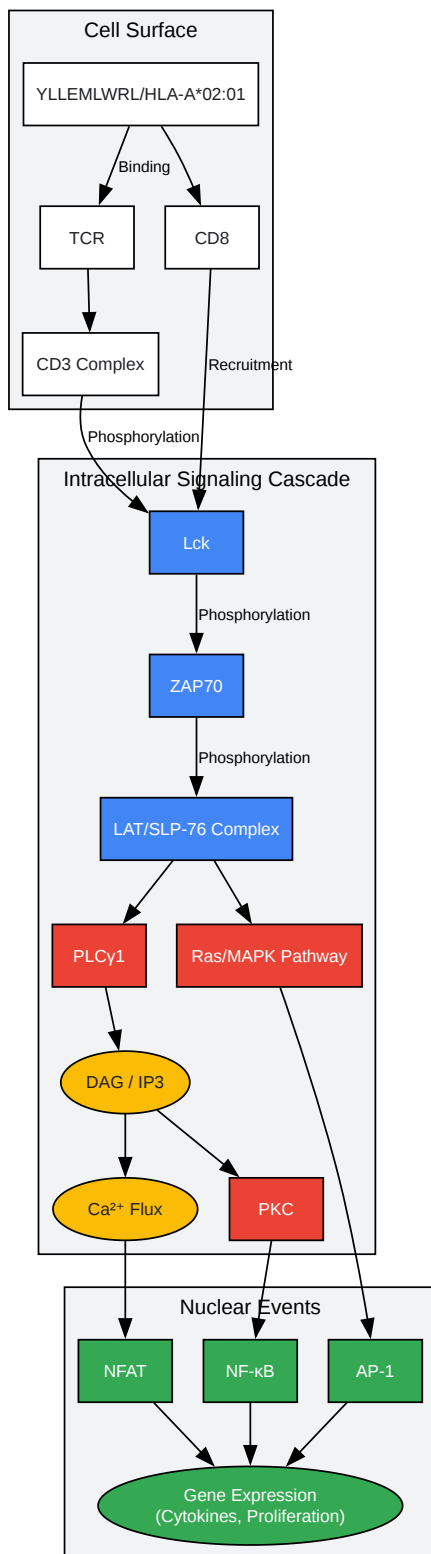 Cell Surface
YLLEMLWRL/HLA-A*02:01
Binding
TCR
CD8
CD3 Complex
Recruitment
Phosphorylation
Intracellular Signaling Cascade
Lck
Phosphorylation
ZAP70
Phosphorylation
LAT/SLP-76 Complex
PLCγ1
Ras/MAPK Pathway
DAG / IP3
Ca²⁺ Flux
PKC
Nuclear Events
NFAT
NF-κB
AP-1
Gene Expression
(Cytokines, Proliferation)